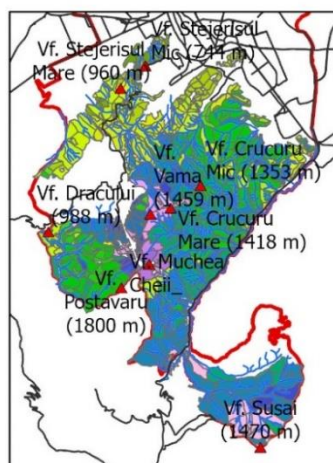 Vf. Stejerisul
Mic (744 m)
Vf. Stejerisul
Mare (960 m)
Vf. Crucuru
Mic (1353 m)
Vf.
Vama
(1459 m)
Vf. Dracului
(988 m)
Vf. Crucuru
Mare (1418 m)
Vf. Muchea
Cheii_
Vf.
Postavaru
(1800 m)
Vf. Susai
(1470 m)